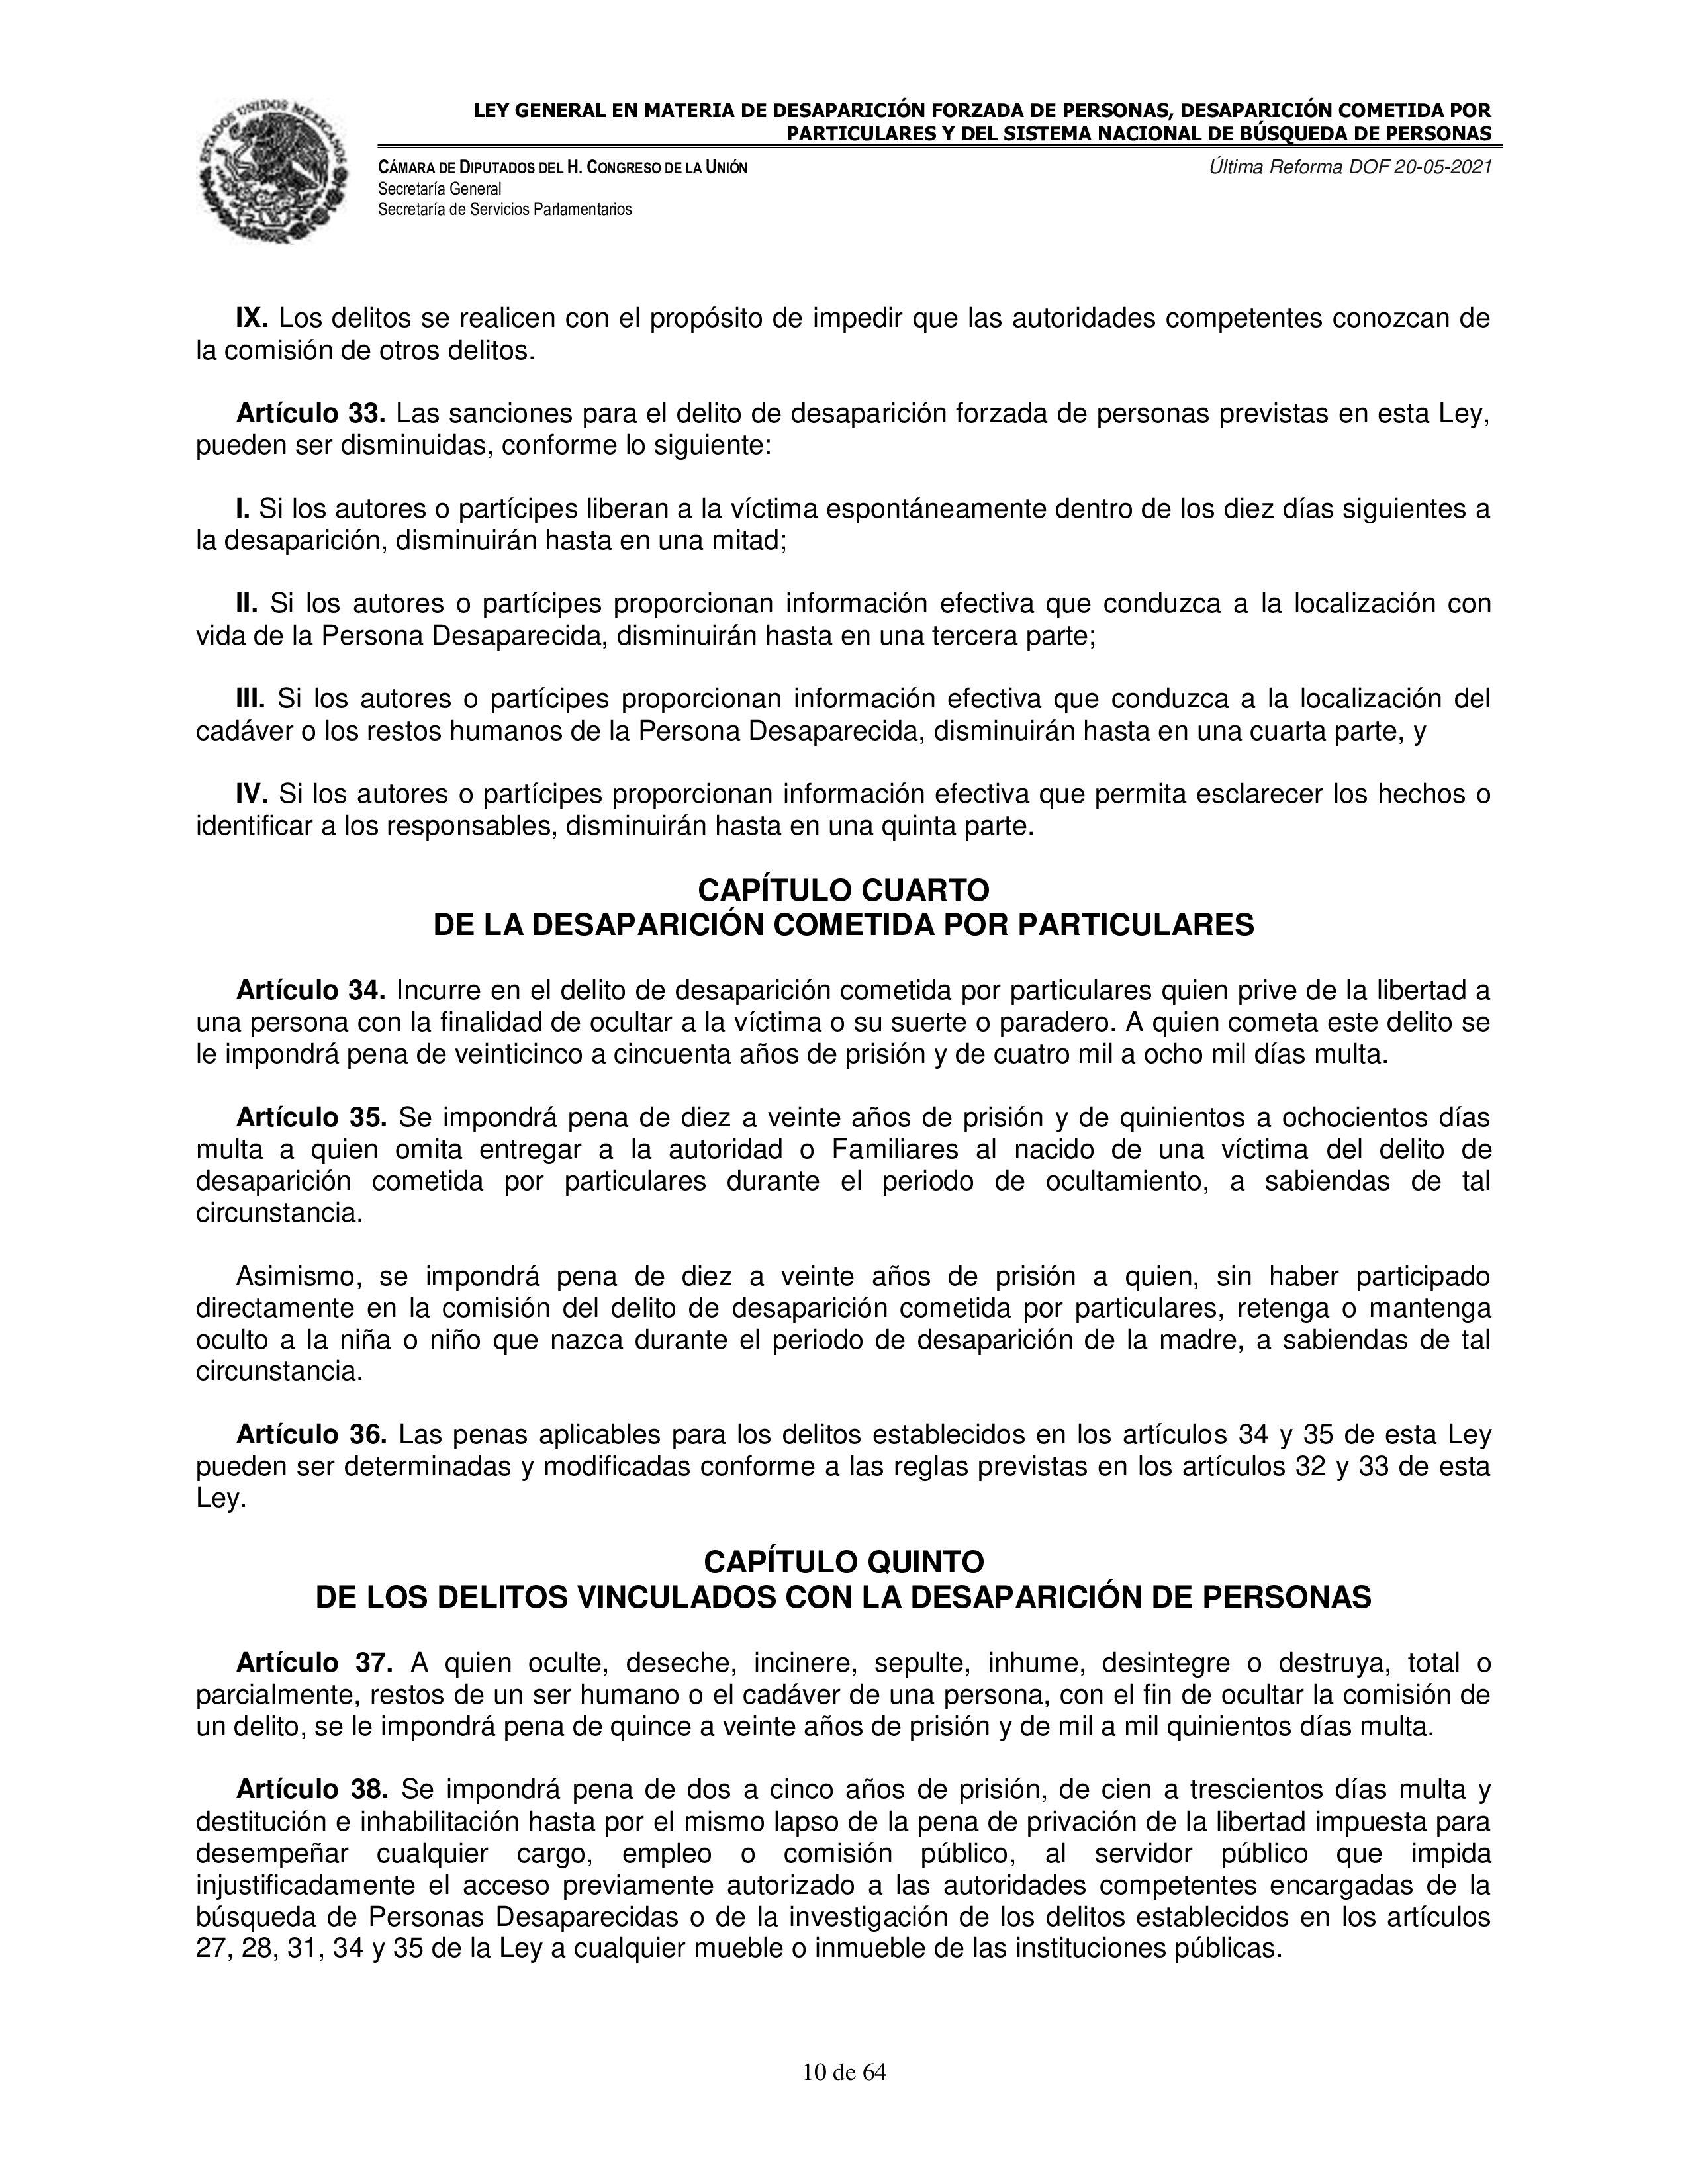 ESTADOS UNIDOS MEXICANOS
LEY GENERAL EN MATERIA DE DESAPARICIÓN FORZADA DE PERSONAS, DESAPARICIÓN COMETIDA POR
PARTICULARES Y DEL SISTEMA NACIONAL DE BÚSQUEDA DE PERSONAS
CÁMARA DE DIPUTADOS DEL H. CONGRESO DE LA UNIÓN
Última Reforma DOF 20-05-2021
Secretaría General
Secretaría de Servicios Parlamentarios
IX. Los delitos se realicen con el propósito de impedir que las autoridades competentes conozcan de
la comisión de otros delitos.
Artículo 33. Las sanciones para el delito de desaparición forzada de personas previstas en esta Ley,
pueden ser disminuidas, conforme lo siguiente:
I. Si los autores o partícipes liberan a la víctima espontáneamente dentro de los diez días siguientes a
la desaparición, disminuirán hasta en una mitad;
II. Si los autores o partícipes proporcionan información efectiva que conduzca a la localización con
vida de la Persona Desaparecida, disminuirán hasta en una tercera parte;
III. Si los autores o partícipes proporcionan información efectiva que conduzca a la localización del
cadáver o los restos humanos de la Persona Desaparecida, disminuirán hasta en una cuarta parte, y
IV. Si los autores o partícipes proporcionan información efectiva que permita esclarecer los hechos o
identificar a los responsables, disminuirán hasta en una quinta parte.
CAPÍTULO CUARTO
DE LA DESAPARICIÓN COMETIDA POR PARTICULARES
Artículo 34. Incurre en el delito de desaparición cometida por particulares quien prive de la libertad a
una persona con la finalidad de ocultar a la víctima o su suerte o paradero. A quien cometa este delito se
le impondrá pena de veinticinco a cincuenta años de prisión y de cuatro mil a ocho mil días multa.
Artículo 35. Se impondrá pena de diez a veinte años de prisión y de quinientos a ochocientos días
multa a quien omita entregar a la autoridad o Familiares al nacido de una víctima del delito de
desaparición cometida por particulares durante el periodo de ocultamiento, a sabiendas de tal
circunstancia.
Asimismo, se impondrá pena de diez a veinte años de prisión a quien, sin haber participado
directamente en la comisión del delito de desaparición cometida por particulares, retenga o mantenga
oculto a la niña o niño que nazca durante el periodo de desaparición de la madre, a sabiendas de tal
circunstancia.
Artículo 36. Las penas aplicables para los delitos establecidos en los artículos 34 y 35 de esta Ley
pueden ser determinadas y modificadas conforme a las reglas previstas en los artículos 32 y 33 de esta
Ley.
CAPÍTULO QUINTO
DE LOS DELITOS VINCULADOS CON LA DESAPARICIÓN DE PERSONAS
Artículo 37. A quien oculte, deseche, incinere, sepulte, inhume, desintegre o destruya, total o
parcialmente, restos de un ser humano o el cadáver de una persona, con el fin de ocultar la comisión de
un delito, se le impondrá pena de quince a veinte años de prisión y de mil a mil quinientos días multa.
Artículo 38. Se impondrá pena de dos a cinco años de prisión, de cien a trescientos días multa y
destitución e inhabilitación hasta por el mismo lapso de la pena de privación de la libertad impuesta para
desempeñar cualquier cargo, empleo o comisión público, al servidor público que impida
injustificadamente el acceso previamente autorizado a las autoridades competentes encargadas de la
búsqueda de Personas Desaparecidas o de la investigación de los delitos establecidos en los artículos
27, 28, 31, 34 y 35 de la Ley a cualquier mueble o inmueble de las instituciones públicas.
10 de 64